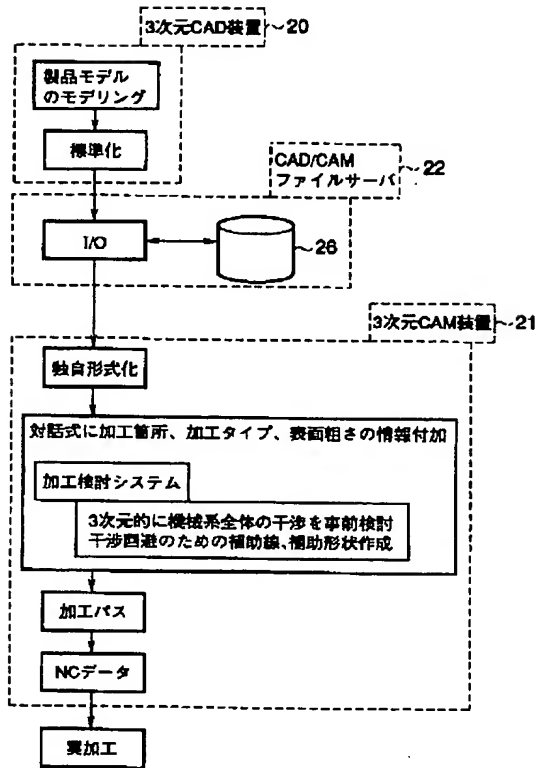 3次元CAD装置
20
製品モデル
のモデリング
標準化
CAD/CAM
ファイルサーバ
22
I/O
26
3次元CAM装置
21
独自形式化
対話式に加工箇所、加工タイプ、表面粗さの情報付加
加工検討システム
3次元的に機械系全体の干渉を事前検討
干渉回避のための補助線、補助形状作成
加工パス
NCデータ
実加工